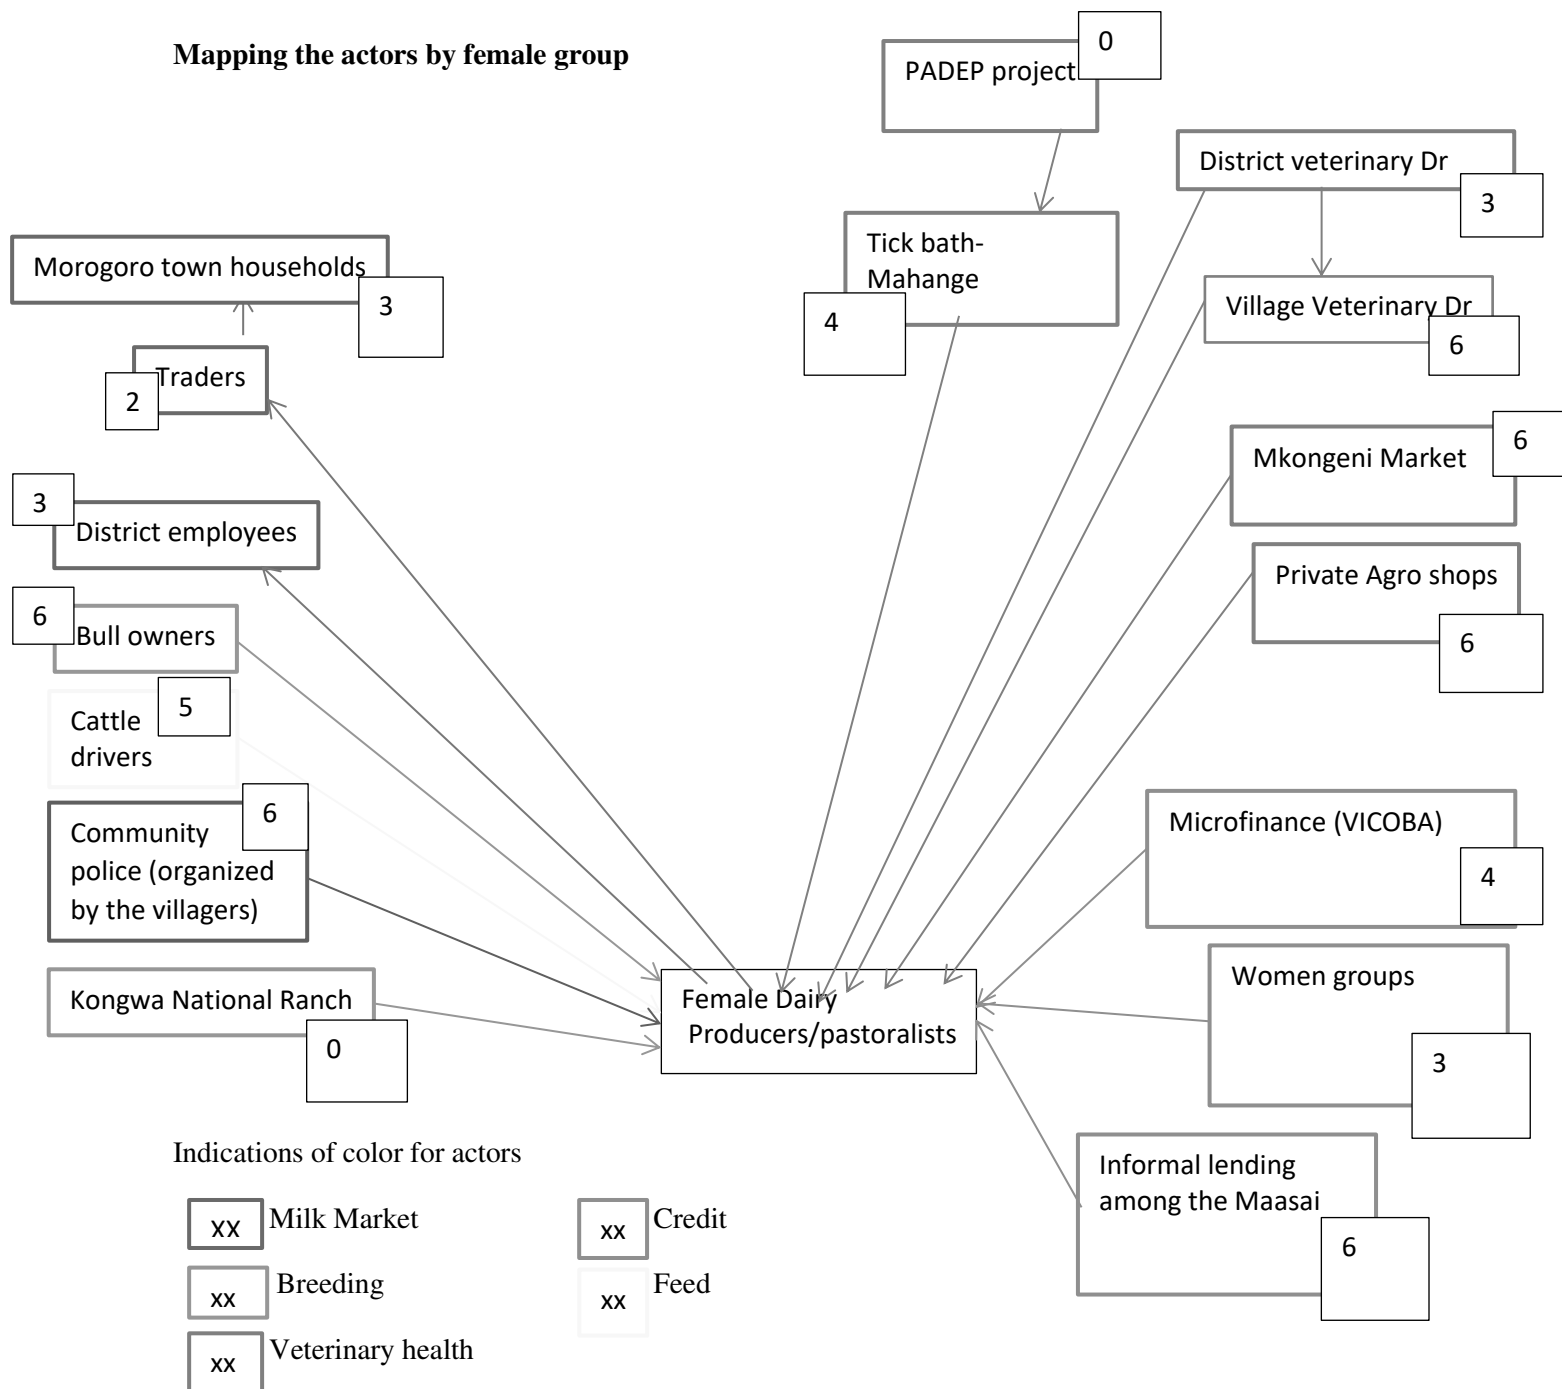 Mapping the actors by female group
0
PADEP project
District veterinary Dr
3
Tick bath-
Mahange
4
Morogoro town households
3
Village Veterinary Dr
6
Traders
2
Mkongeni Market
6
3
District employees
Private Agro shops
6
6
Bull owners
5
Cattle
drivers
6
Community
police (organized
by the villagers)
Microfinance (VICOBA)
4
Kongwa National Ranch
0
Female Dairy
Producers/pastoralists
Women groups
3
Informal lending
among the Maasai
6
Indications of color for actors
xx Milk Market
xx Credit
xx Breeding
xx Feed
xx Veterinary health